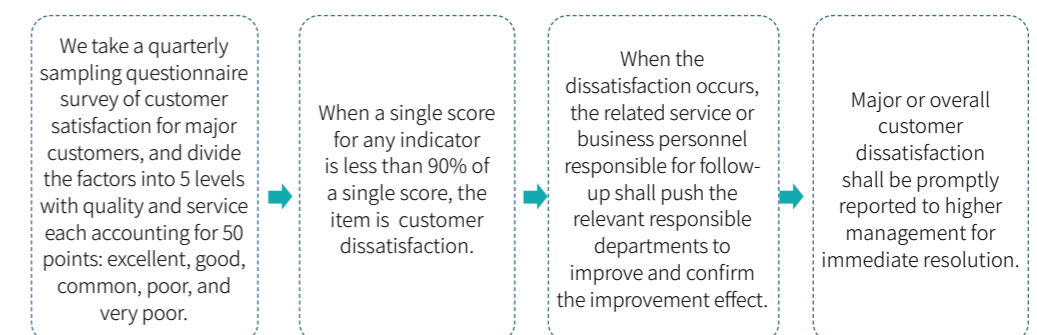 We take a quarterly
sampling questionnaire
survey of customer
satisfaction for major
customers, and divide
the factors into 5 levels
with quality and service
each accounting for 50
points: excellent, good,
common, poor, and
very poor.
When a single score
for any indicator
is less than 90% of
a single score, the
item is customer
dissatisfaction.
When the
dissatisfaction occurs,
the related service or
business personnel
responsible for follow-
up shall push the
relevant responsible
departments to
improve and confirm
the improvement effect.
Major or overall
customer
dissatisfaction
shall be promptly
reported to higher
management for
immediate resolution.